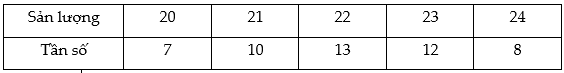 Sản lượng 20 21 22 23 24
Tần số 7 10 13 12 8